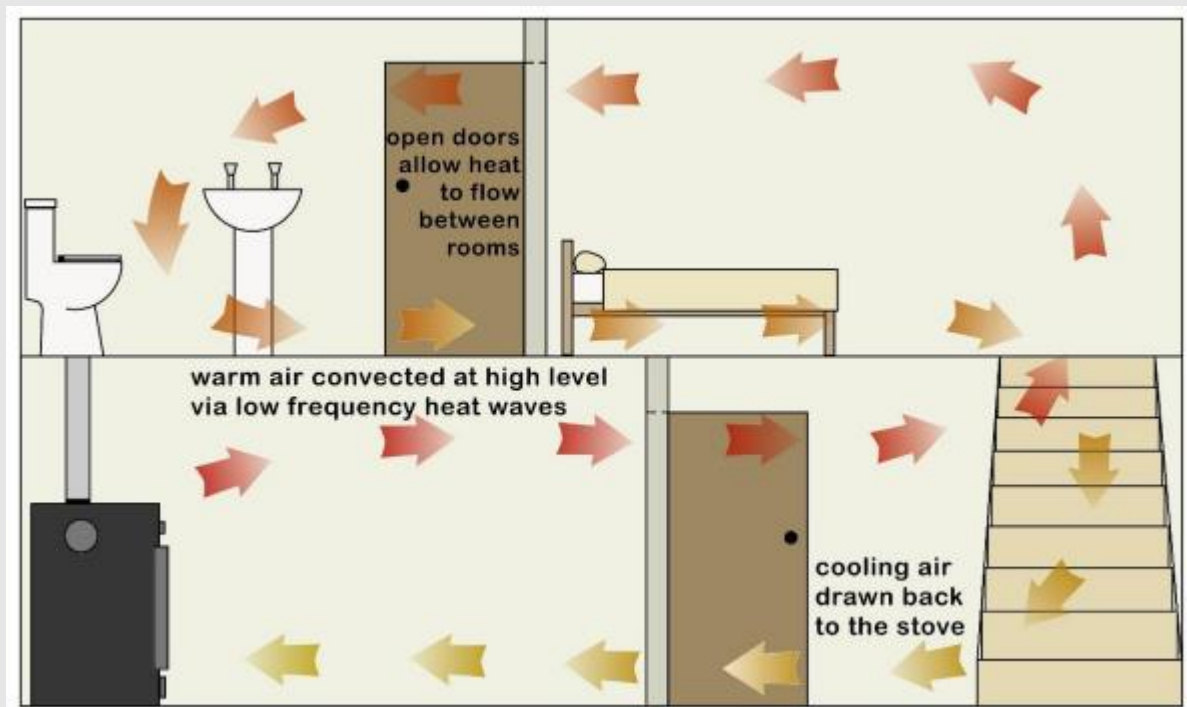 open doors
allow heat
to flow
between
rooms
warm air convected at high level
via low frequency heat waves
cooling air
drawn back
to the stove